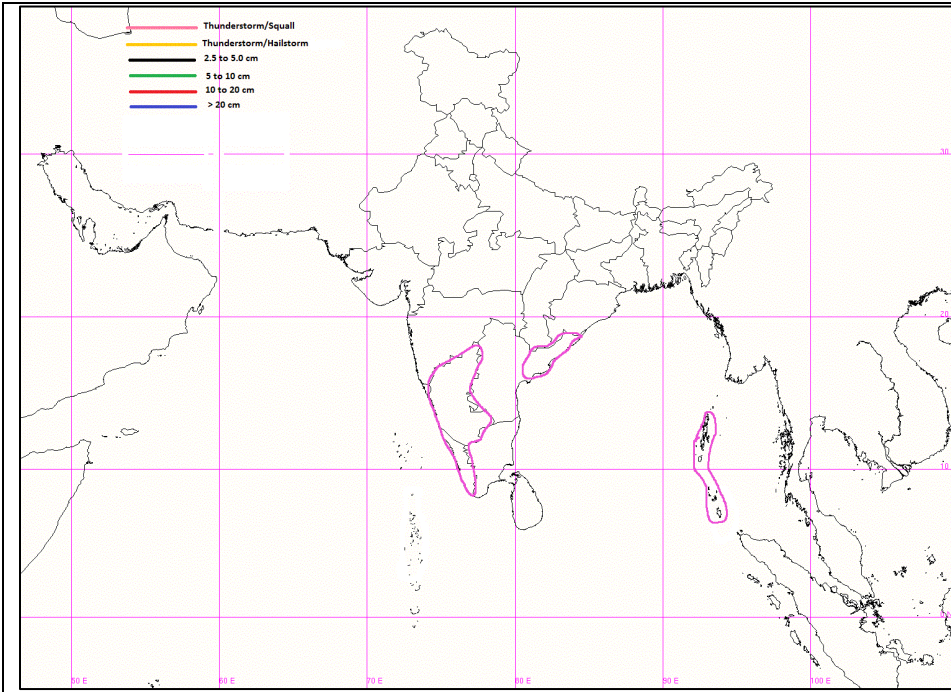 Thunderstorm/Squall
Thunderstorm/Hailstorm
2.5 to 5.0 cm
5 to 10 cm
10 to 20 cm
> 20 cm
30
20
10
50 E
60 E
70 E
80 E
90 E
100 E